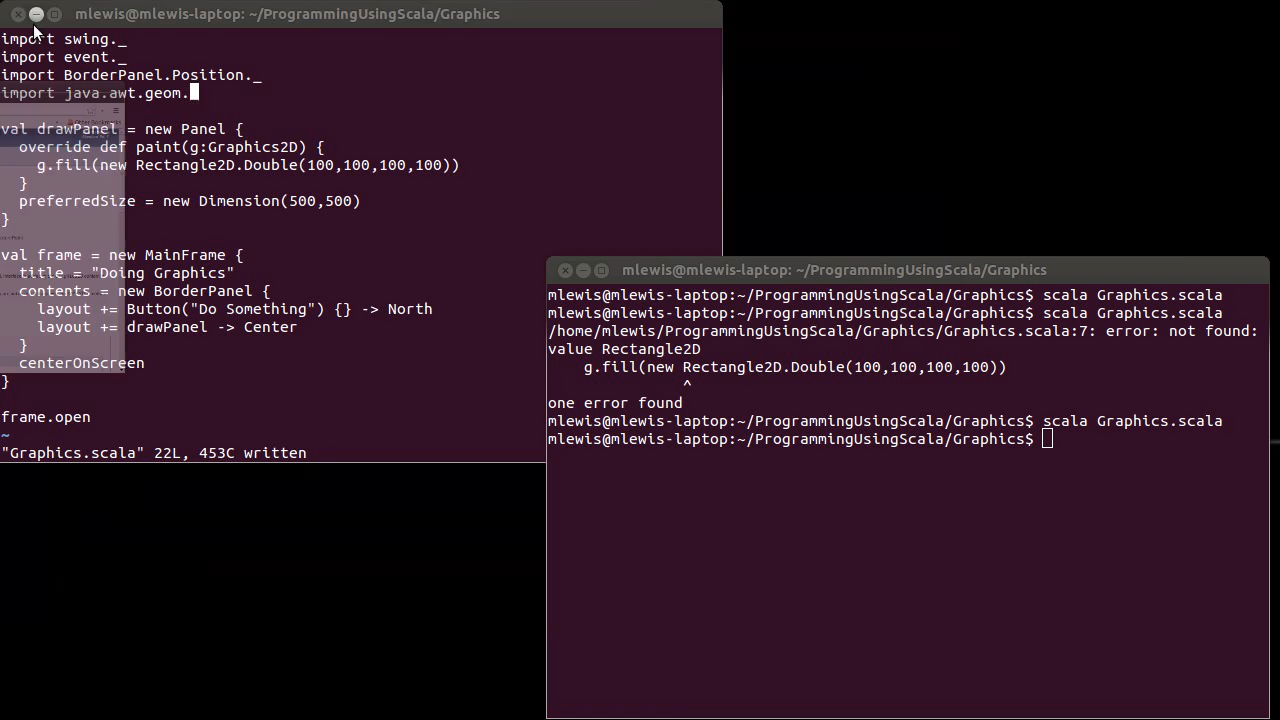 mlewis@mlewis-laptop: ~/ProgrammingUsingScala/Graphics
import swing._
import event._
import BorderPanel.Position._
import java.awt.geom.
val drawPanel = new Panel {
  override def paint(g:Graphics2D) {
    g.fill(new Rectangle2D.Double(100,100,100,100))
  }
  preferredSize = new Dimension(500,500)
}
val frame = new MainFrame {
  title = "Doing Graphics"
  contents = new BorderPanel {
    layout += Button("Do Something") {} -> North
    layout += drawPanel -> Center
  }
  centerOnScreen
}
frame.open
~
"Graphics.scala" 22L, 453C written
mlewis@mlewis-laptop: ~/ProgrammingUsingScala/Graphics
mlewis@mlewis-laptop:~/ProgrammingUsingScala/Graphics$ scala Graphics.scala
mlewis@mlewis-laptop:~/ProgrammingUsingScala/Graphics$ scala Graphics.scala
/home/mlewis/ProgrammingUsingScala/Graphics/Graphics.scala:7: error: not found:
value Rectangle2D
    g.fill(new Rectangle2D.Double(100,100,100,100))
               ^
one error found
mlewis@mlewis-laptop:~/ProgrammingUsingScala/Graphics$ scala Graphics.scala
mlewis@mlewis-laptop:~/ProgrammingUsingScala/Graphics$